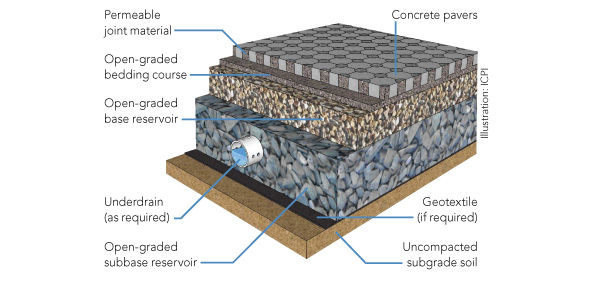 Permeable
joint material
Concrete pavers
Open-graded
bedding course
Open-graded
base reservoir
Illustration: ICPI
Underdrain
(as required)
Geotextile
(if required)
Open-graded
subbase reservoir
Uncompacted
subgrade soil